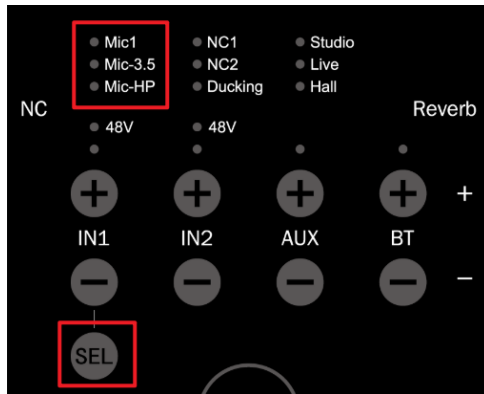 Mic1 NC1 Studio
Mic-3.5 NC2 Live
Mic-HP Ducking Hall
NC Reverb
48V 48V
+ + + + +
IN1 IN2 AUX BT
− − − − −
SEL